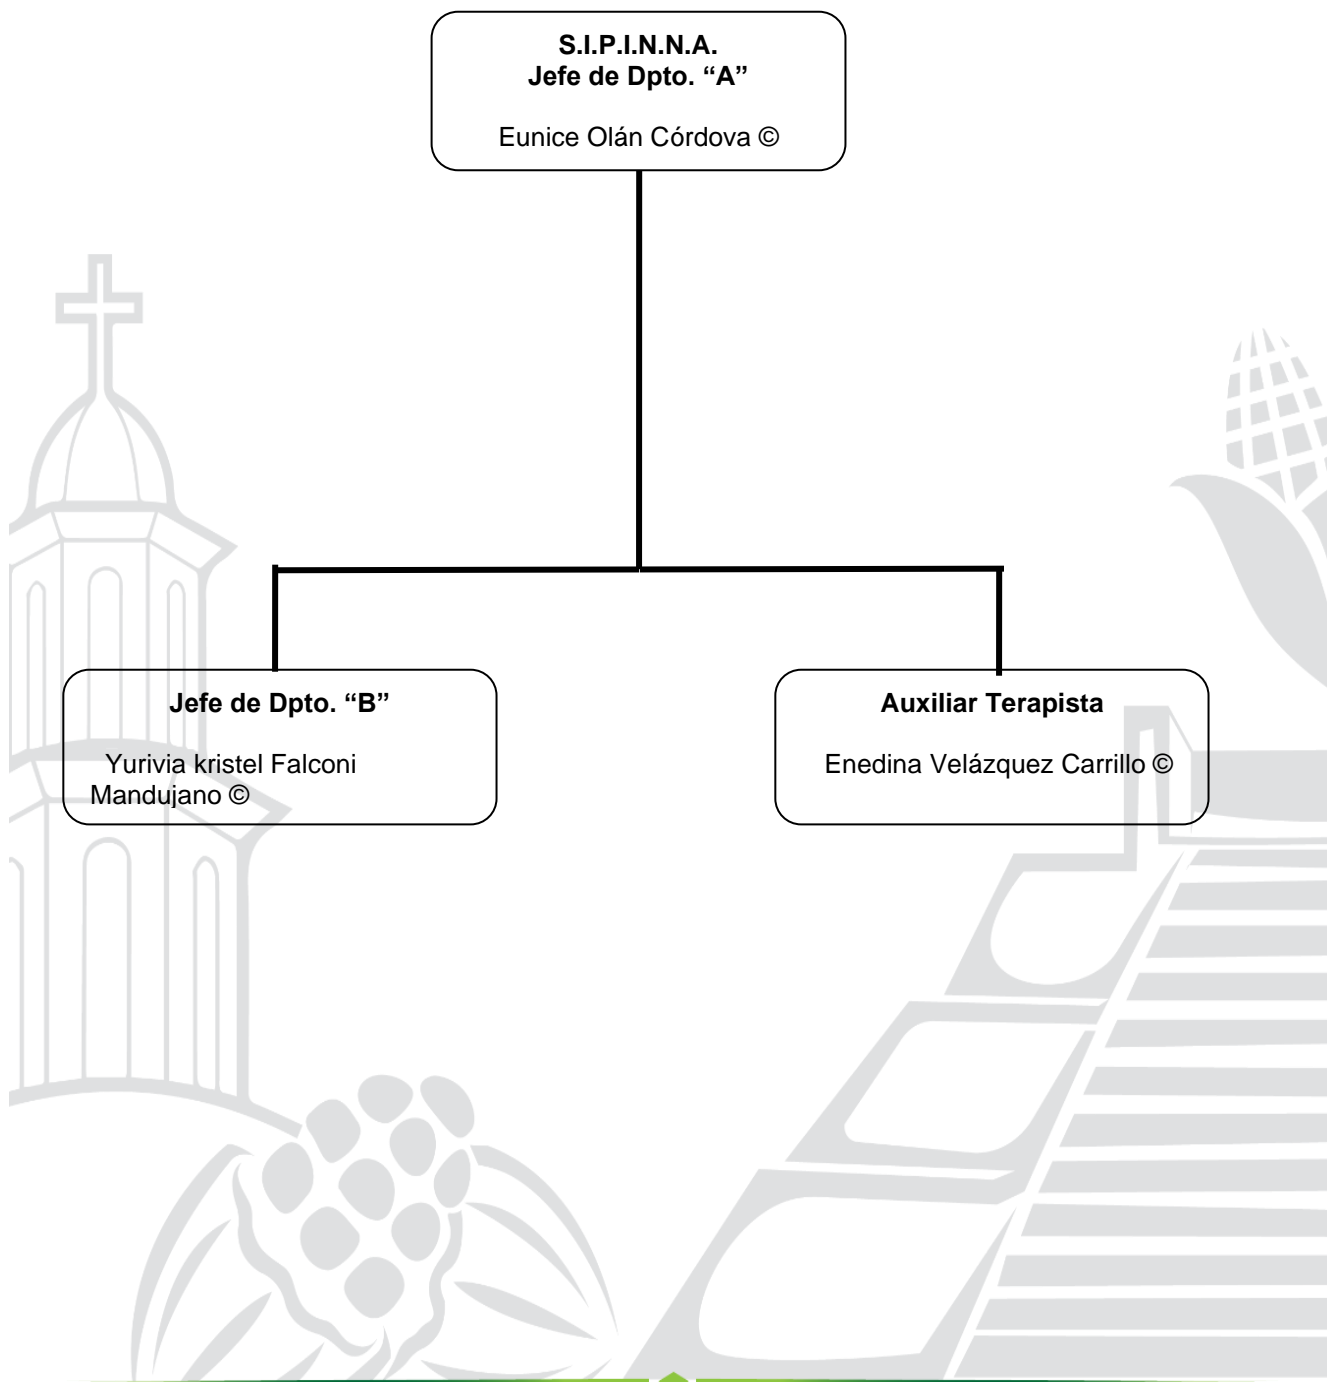 S.I.P.I.N.N.A.
Jefe de Dpto. “A”
Eunice Olán Córdova ©
Jefe de Dpto. “B”
Yurivia kristel Falconi
Mandujano ©
Auxiliar Terapista
Enedina Velázquez Carrillo ©